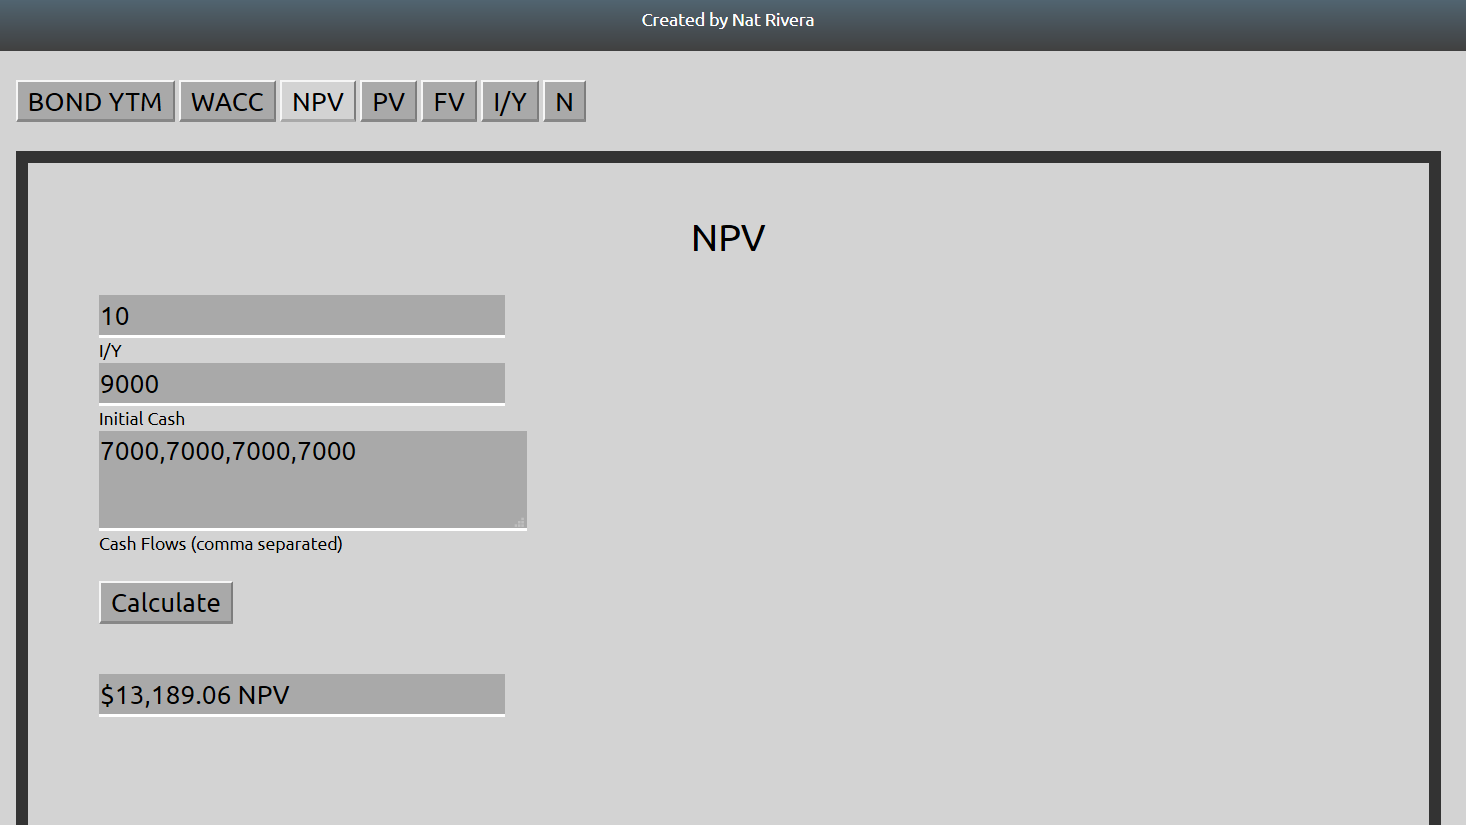 Created by Nat Rivera
BOND YTM WACC NPV PV FV I/Y N
NPV
10
I/Y
9000
Initial Cash
7000,7000,7000,7000
Cash Flows (comma separated)
Calculate
$13,189.06 NPV